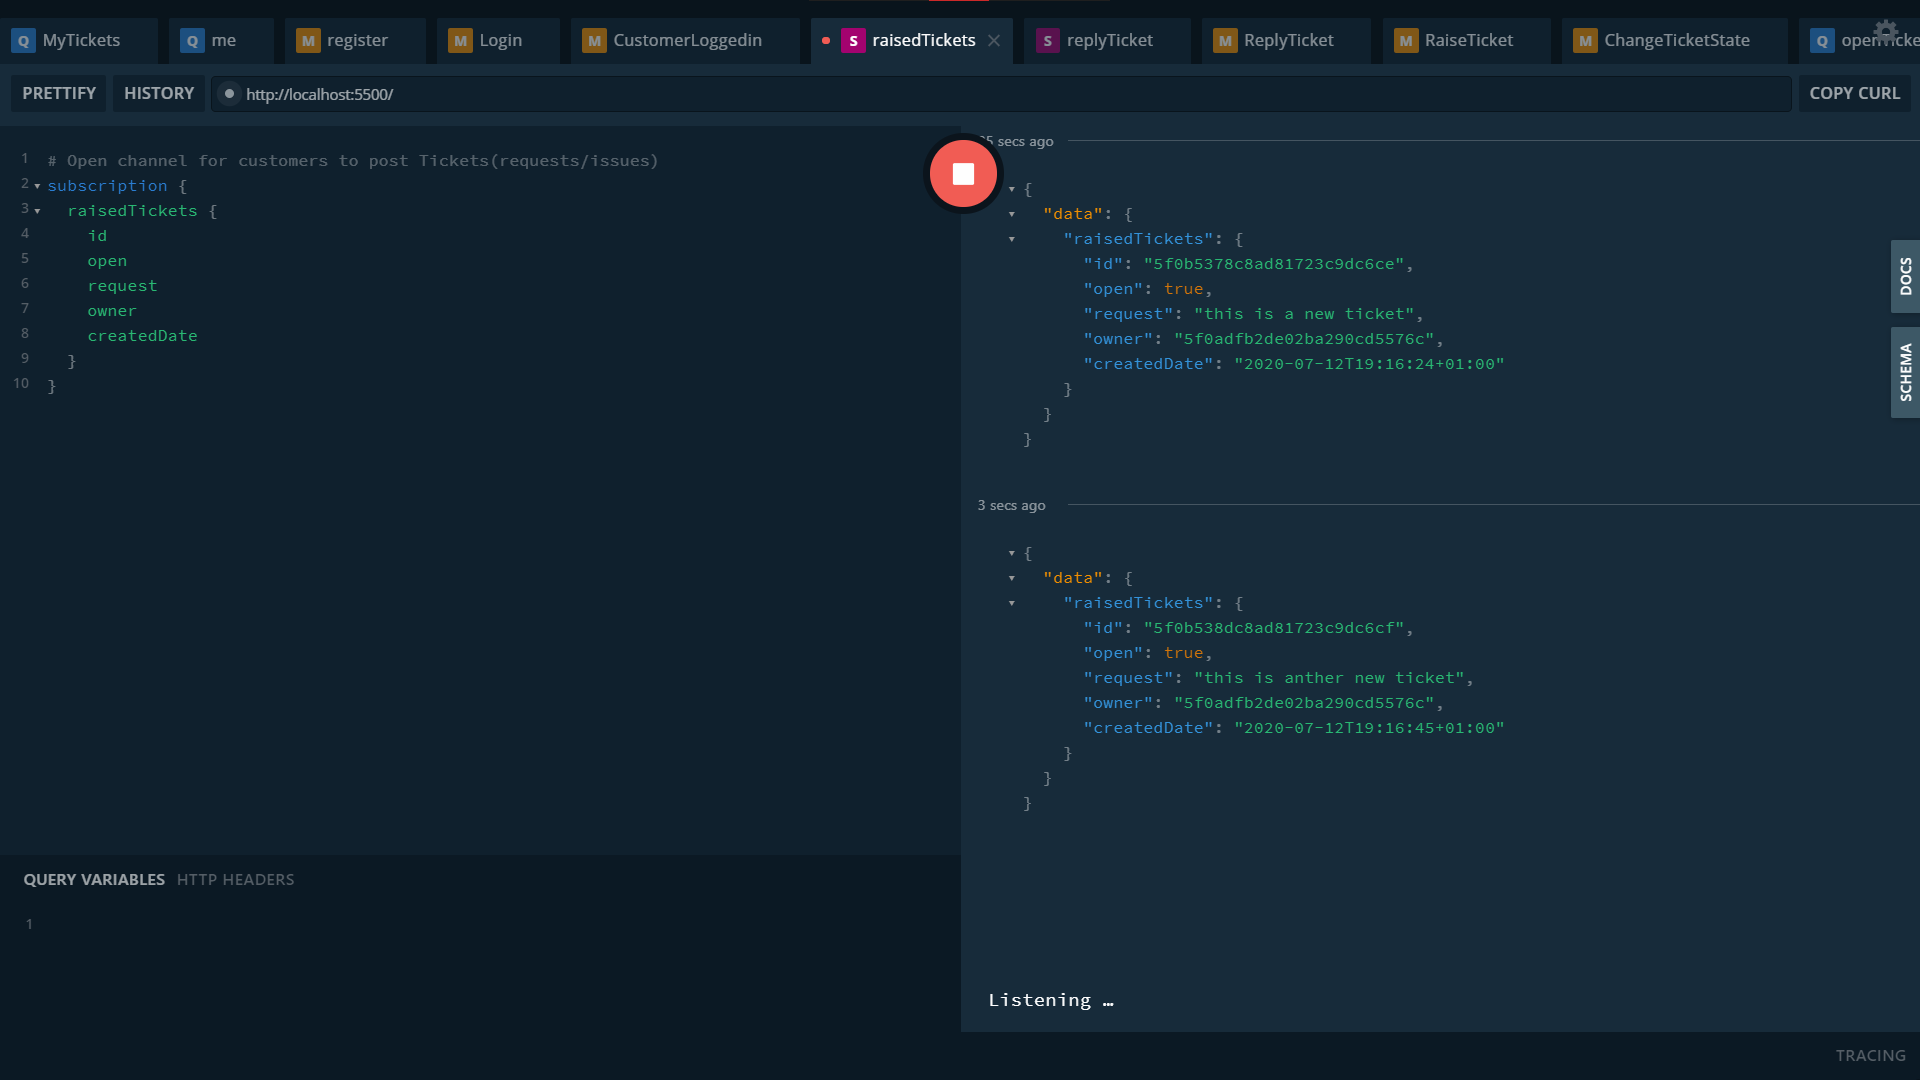 Q MyTickets Q me M register M Login M CustomerLoggedin S raisedTickets S replyTicket M ReplyTicket M RaiseTicket M ChangeTicketState Q
PRETTIFY HISTORY http://localhost:5500/ COPY CURL
1 # Open channel for customers to post Tickets(requests/issues)
2 subscription {
3 raisedTickets {
4 id
5 open
6 request
7 owner
8 createdDate
9 }
10 }
QUERY VARIABLES HTTP HEADERS
1
secs ago
{
"data": {
"raisedTickets": {
"id": "5f0b5378c8ad81723c9dc6ce",
"open": true,
"request": "this is a new ticket",
"owner": "5f0adfb2de02ba290cd5576c",
"createdDate": "2020-07-12T19:16:24+01:00"
}
}
}
3 secs ago
{
"data": {
"raisedTickets": {
"id": "5f0b538dc8ad81723c9dc6cf",
"open": true,
"request": "this is anther new ticket",
"owner": "5f0adfb2de02ba290cd5576c",
"createdDate": "2020-07-12T19:16:45+01:00"
}
}
}
Listening …
DOCS
SCHEMA
TRACING